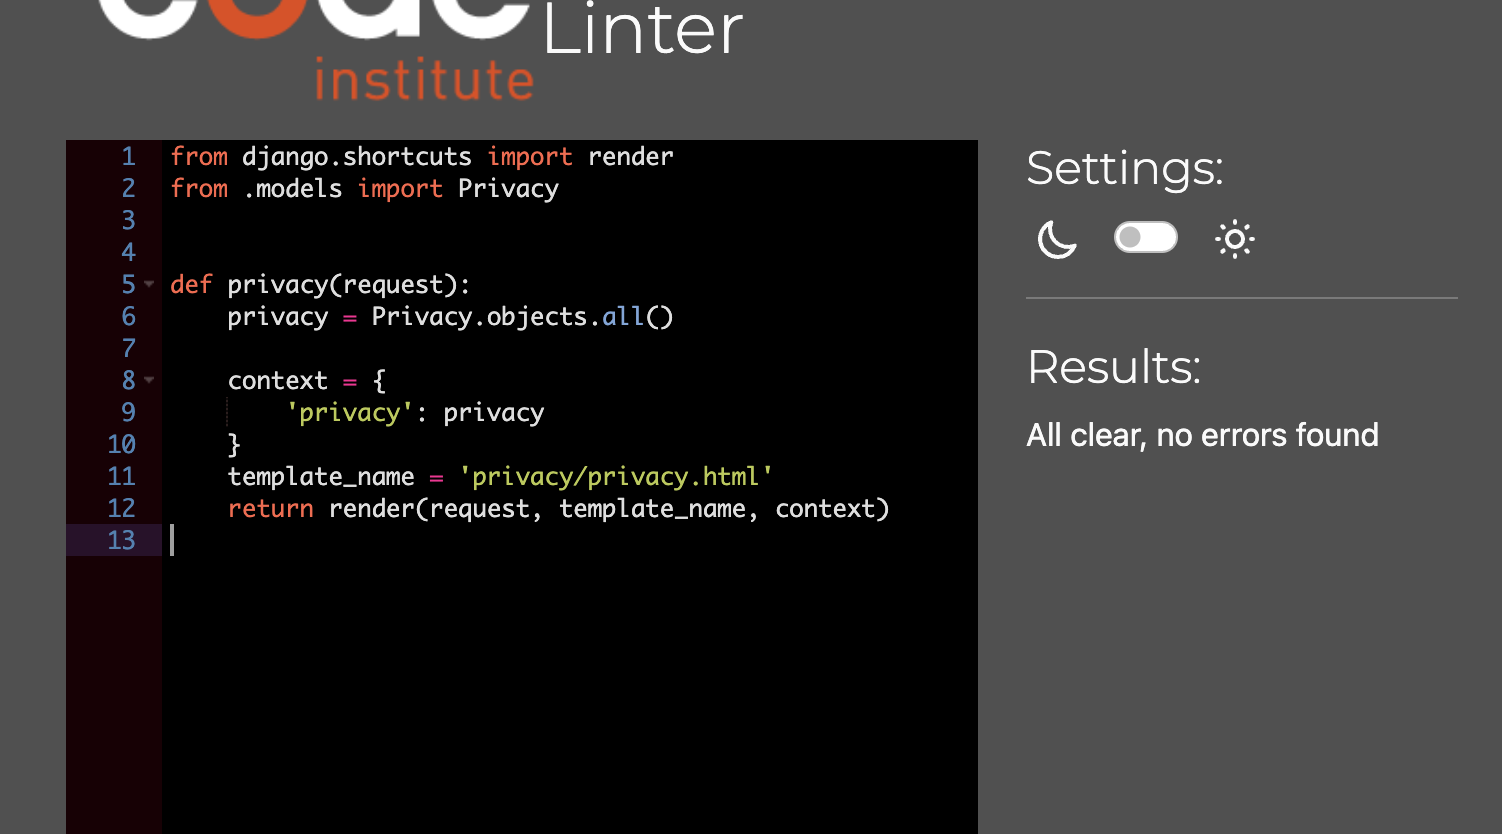 Linter
institute
1 from django.shortcuts import render
2 from .models import Privacy
3
4
5 def privacy(request):
6     privacy = Privacy.objects.all()
7
8     context = {
9         'privacy': privacy
10     }
11     template_name = 'privacy/privacy.html'
12     return render(request, template_name, context)
13
Settings:
Results:
All clear, no errors found